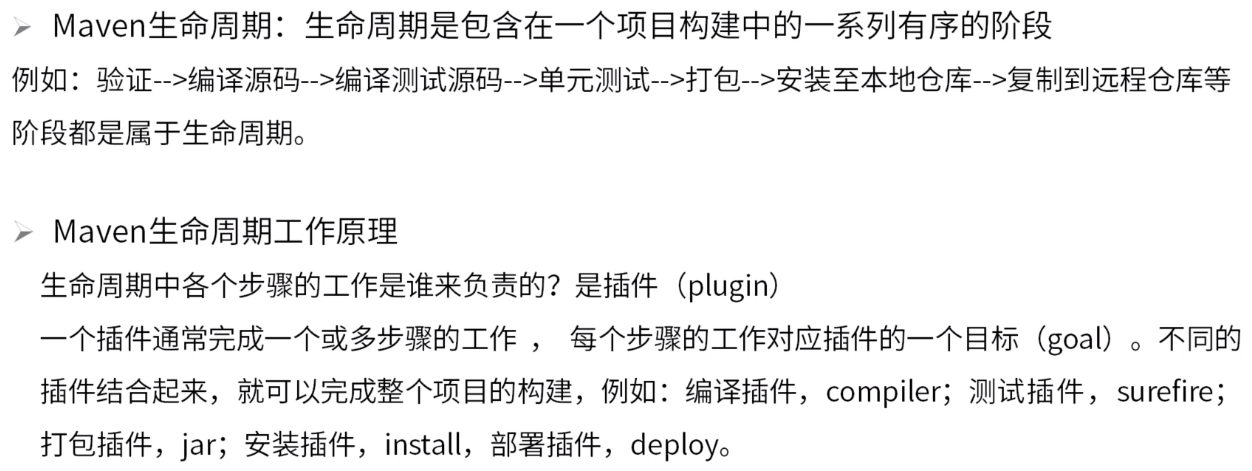 ➢ Maven生命周期：生命周期是包含在一个项目构建中的一系列有序的阶段
例如：验证-->编译源码-->编译测试源码-->单元测试-->打包-->安装至本地仓库-->复制到远程仓库等
阶段都是属于生命周期。
➢ Maven生命周期工作原理
生命周期中各个步骤的工作是谁来负责的？是插件（plugin）
一个插件通常完成一个或多步骤的工作 ， 每个步骤的工作对应插件的一个目标（goal）。不同的
插件结合起来，就可以完成整个项目的构建，例如：编译插件，compiler；测试插件，surefire；
打包插件，jar；安装插件，install，部署插件，deploy。